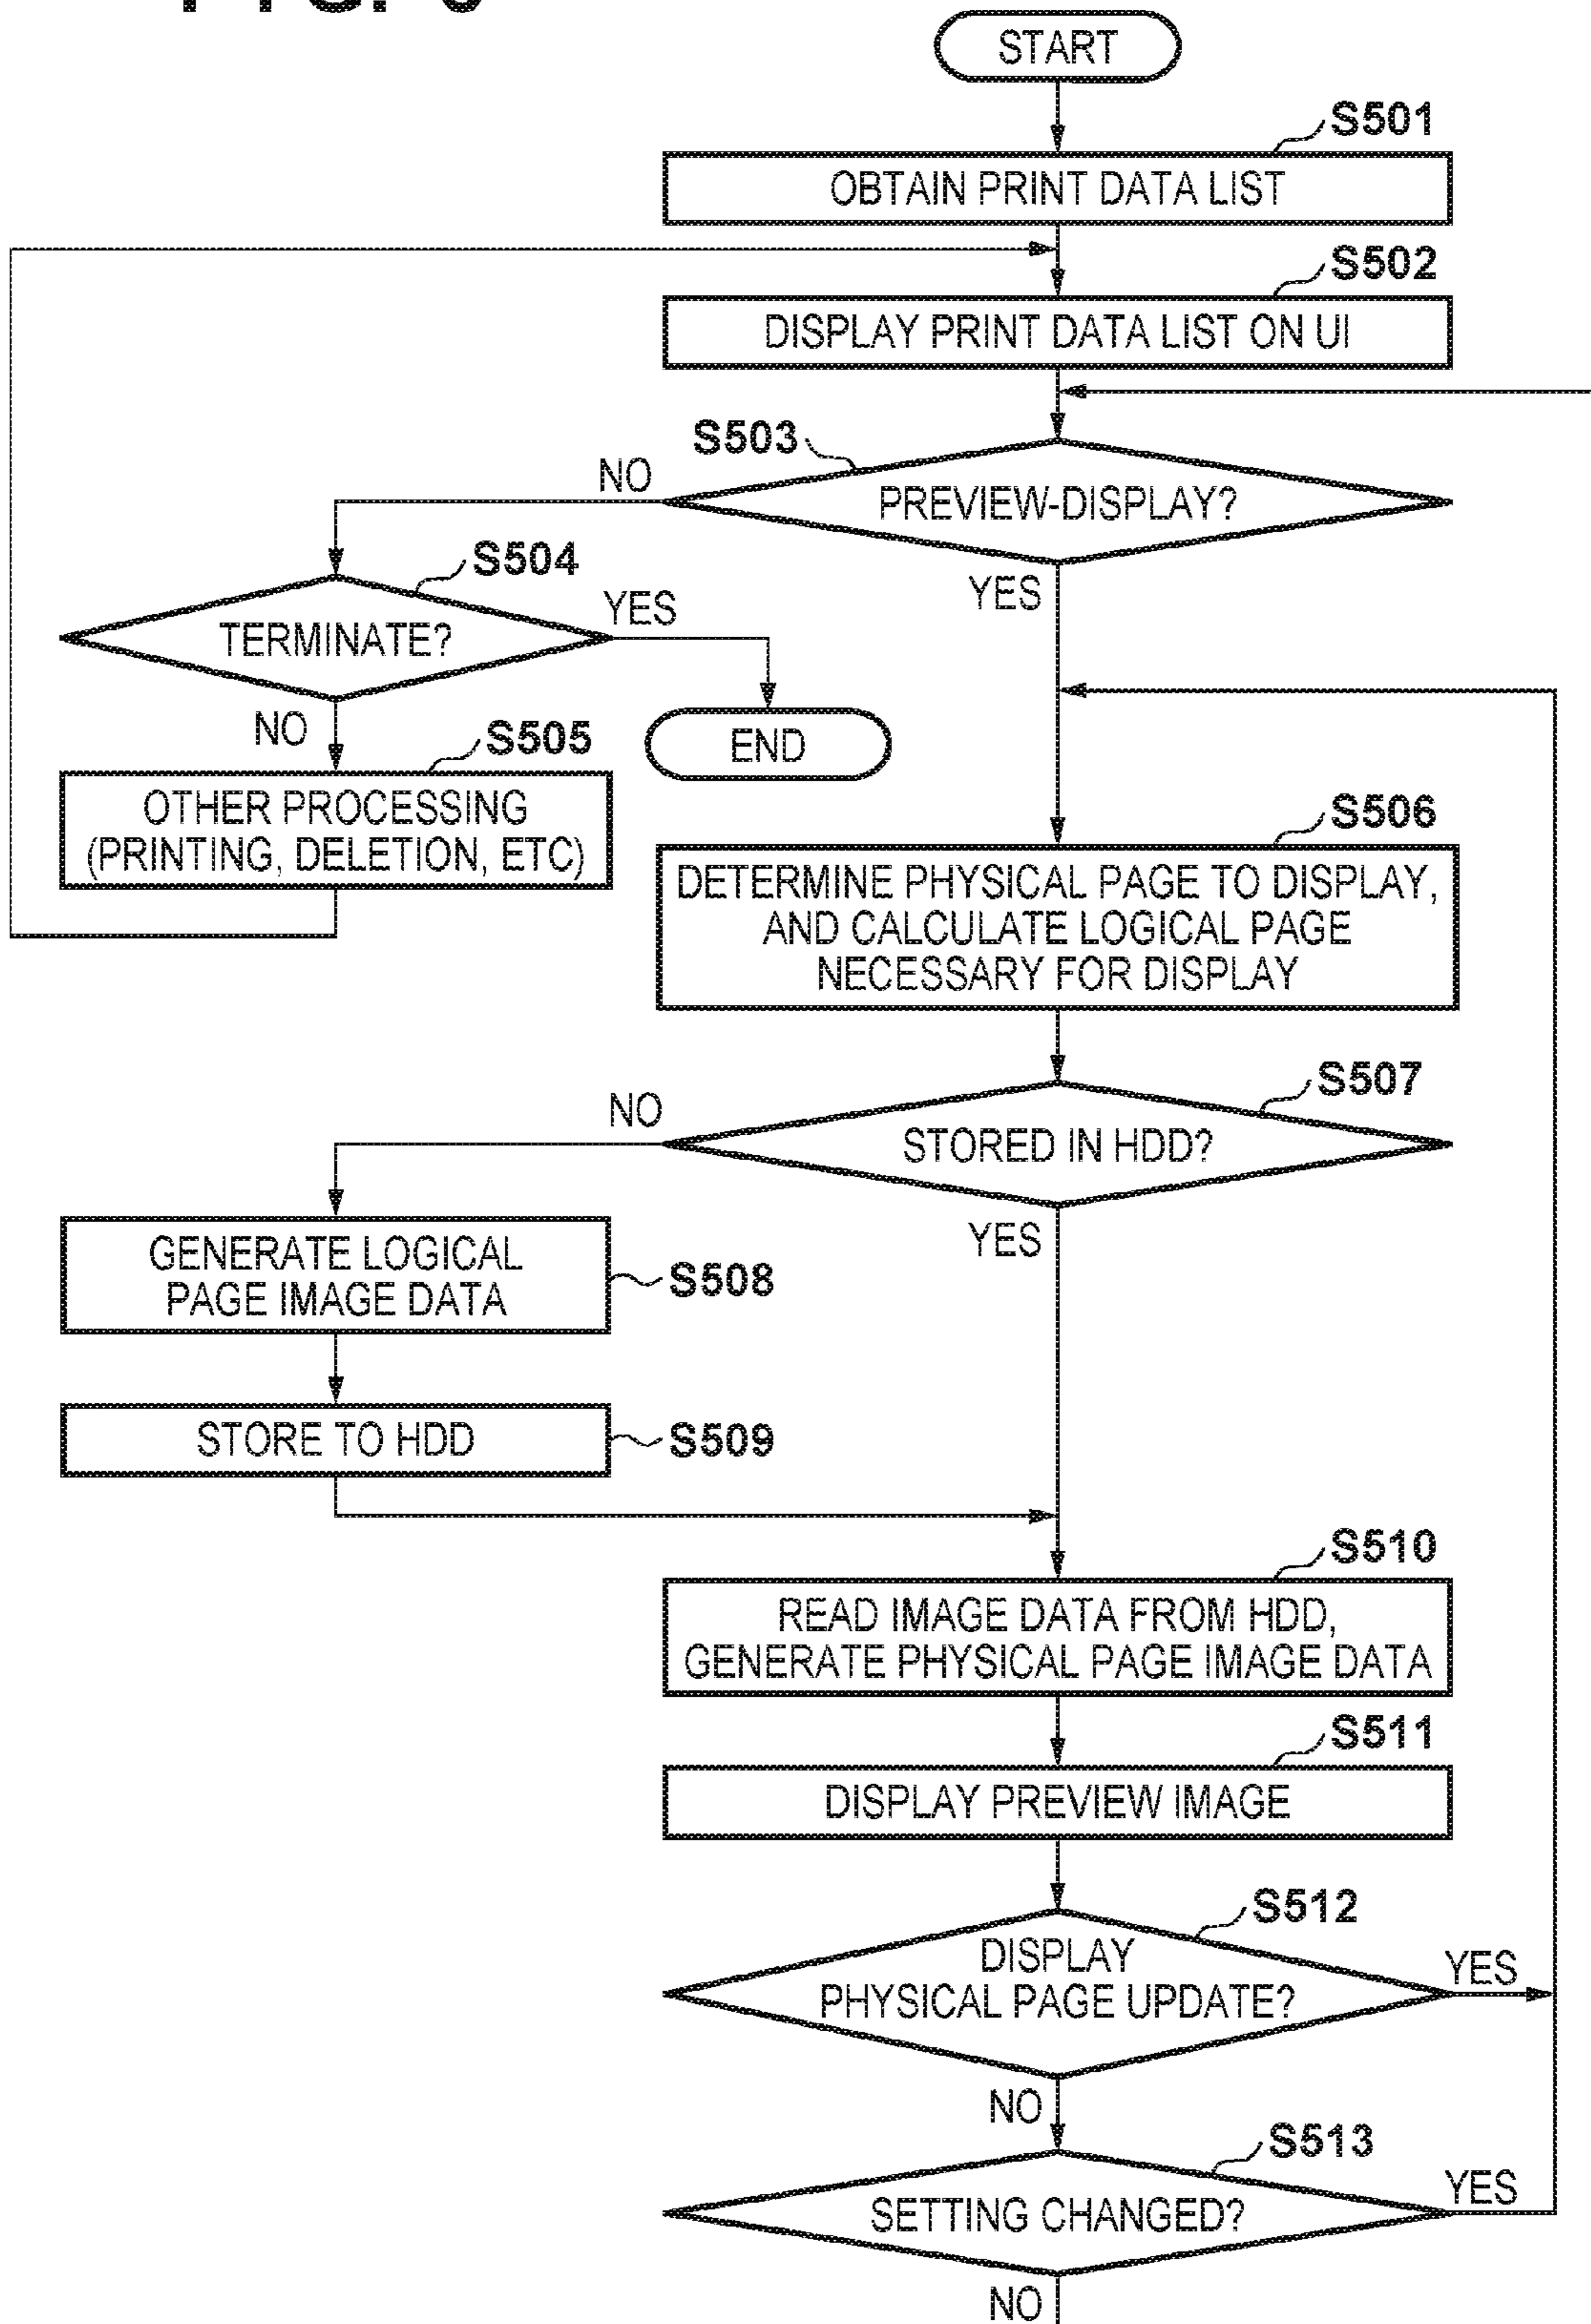 START
S501
OBTAIN PRINT DATA LIST
S502
DISPLAY PRINT DATA LIST ON UI
S503
NO
PREVIEW-DISPLAY?
YES
S504
TERMINATE?
YES
NO
END
S505
OTHER PROCESSING
(PRINTING, DELETION, ETC)
S506
DETERMINE PHYSICAL PAGE TO DISPLAY,
AND CALCULATE LOGICAL PAGE
NECESSARY FOR DISPLAY
S507
NO
STORED IN HDD?
YES
GENERATE LOGICAL
PAGE IMAGE DATA
S508
STORE TO HDD
S509
S510
READ IMAGE DATA FROM HDD,
GENERATE PHYSICAL PAGE IMAGE DATA
S511
DISPLAY PREVIEW IMAGE
S512
DISPLAY
PHYSICAL PAGE UPDATE?
YES
NO
S513
SETTING CHANGED?
YES
NO